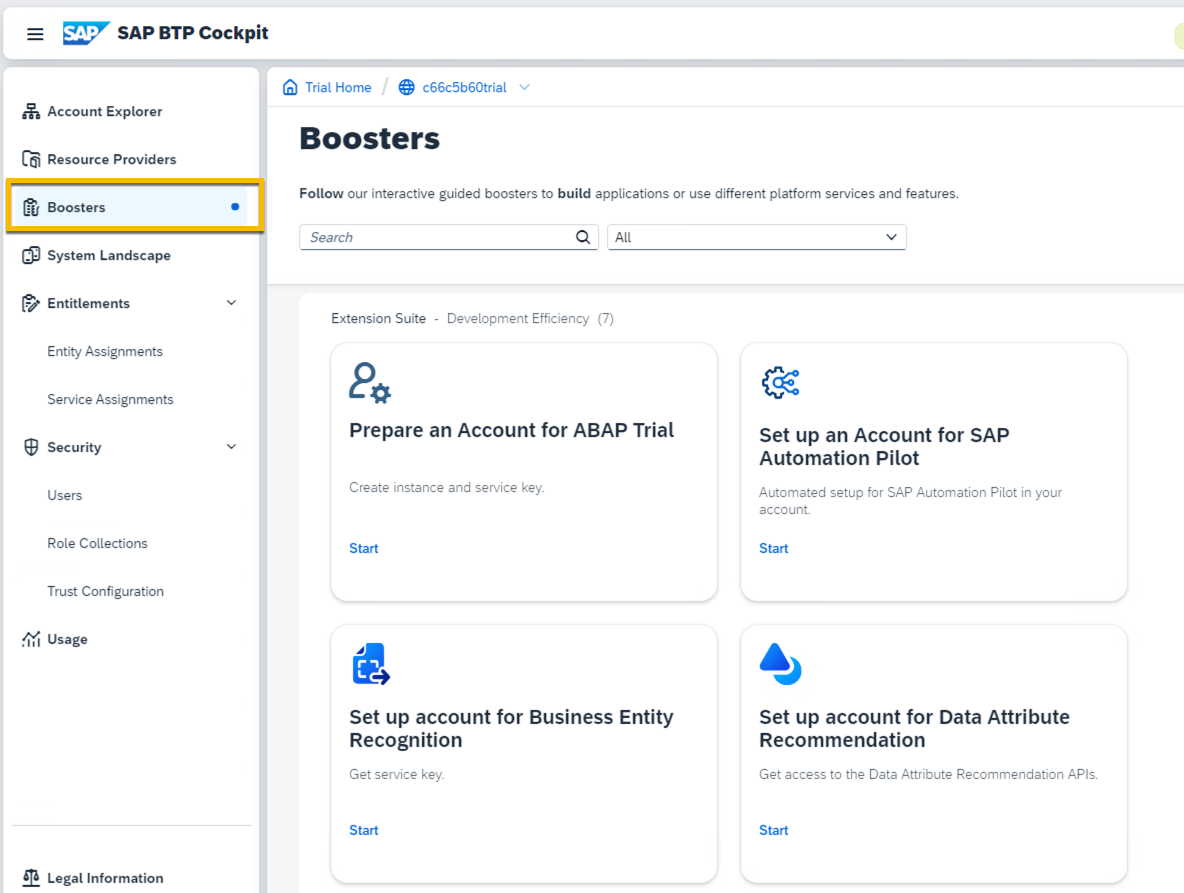 SAP SAP BTP Cockpit
Account Explorer
Resource Providers
Boosters
System Landscape
Entitlements
Entity Assignments
Service Assignments
Security
Users
Role Collections
Trust Configuration
Usage
Legal Information
Trial Home / c66c5b60trial
Boosters
Follow our interactive guided boosters to build applications or use different platform services and features.
Search
All
Extension Suite - Development Efficiency (7)
Prepare an Account for ABAP Trial
Create instance and service key.
Start
Set up an Account for SAP
Automation Pilot
Automated setup for SAP Automation Pilot in your
account.
Start
Set up account for Business Entity
Recognition
Get service key.
Start
Set up account for Data Attribute
Recommendation
Get access to the Data Attribute Recommendation APIs.
Start